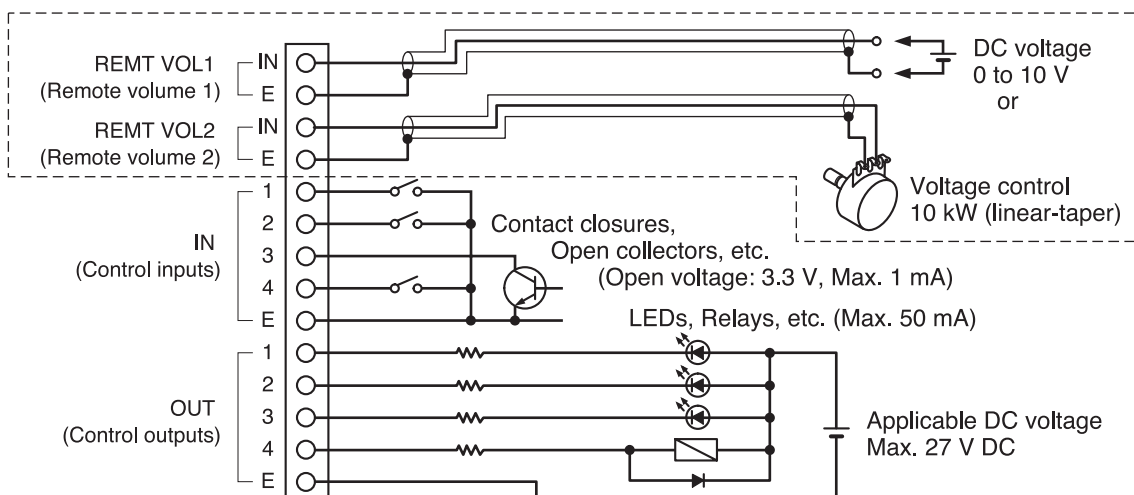 REMT VOL1
(Remote volume 1)
IN
E
REMT VOL2
(Remote volume 2)
IN
E
DC voltage
0 to 10 V
or
Voltage control
10 kW (linear-taper)
IN
(Control inputs)
1
2
3
4
E
Contact closures,
Open collectors, etc.
(Open voltage: 3.3 V, Max. 1 mA)
LEDs, Relays, etc. (Max. 50 mA)
OUT
(Control outputs)
1
2
3
4
E
Applicable DC voltage
Max. 27 V DC